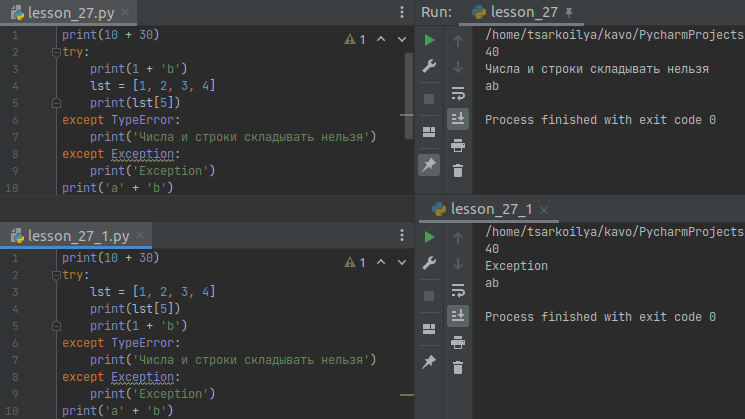 lesson_27.py
1 print(10 + 30)
2 try:
3 print(1 + 'b')
4 lst = [1, 2, 3, 4]
5 print(lst[5])
6 except TypeError:
7 print('Числа и строки складывать нельзя')
8 except Exception:
9 print('Exception')
10 print('a' + 'b')
1
Run: lesson_27
/home/tsarkoilya/kavo/PycharmProjects
40
Числа и строки складывать нельзя
ab
Process finished with exit code 0
lesson_27_1.py
1 print(10 + 30)
2 try:
3 lst = [1, 2, 3, 4]
4 print(lst[5])
5 print(1 + 'b')
6 except TypeError:
7 print('Числа и строки складывать нельзя')
8 except Exception:
9 print('Exception')
10 print('a' + 'b')
1
lesson_27_1
/home/tsarkoilya/kavo/PycharmProjects
40
Exception
ab
Process finished with exit code 0